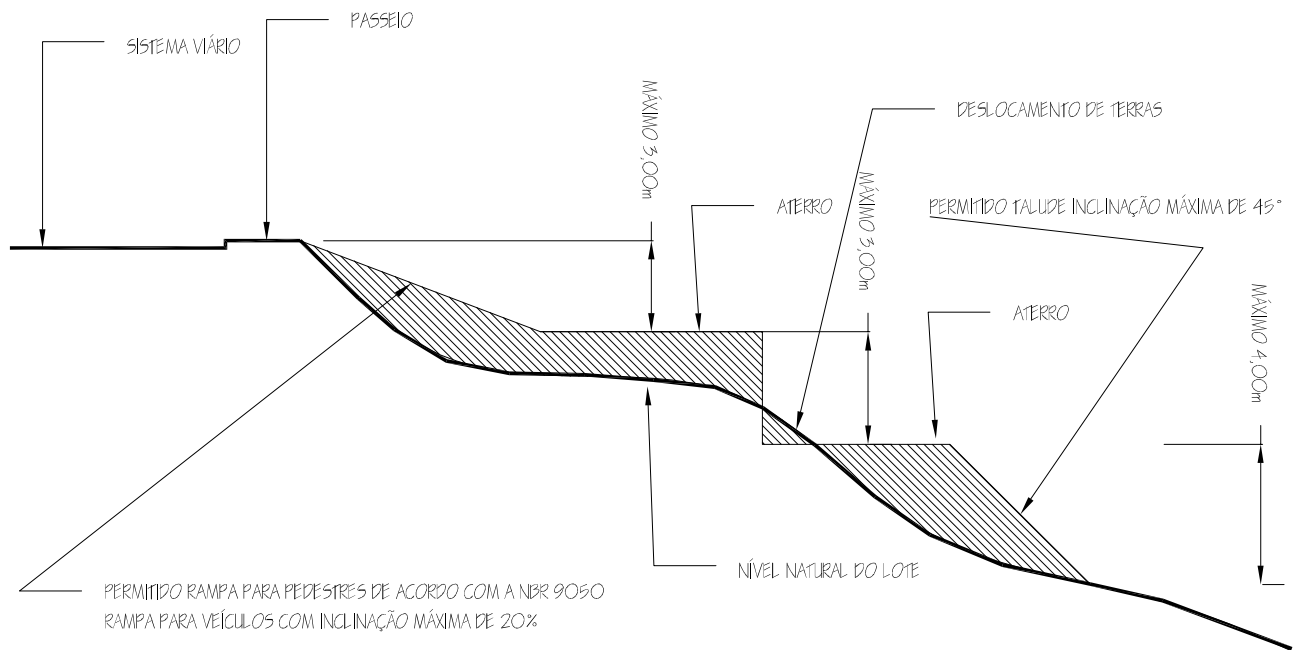 PASSEIO
SISTEMA VIÁRIO
MÁXIMO 3,00m
DESLOCAMENTO DE TERRAS
MÁXIMO 3,00m
ATERRO
PERMITIDO TALUDE INCLINAÇÃO MÁXIMA DE 45°
MÁXIMO 4,00m
ATERRO
NÍVEL NATURAL DO LOTE
PERMITIDO RAMPA PARA PEDESTRES DE ACORDO COM A NBR 9050
RAMPA PARA VEÍCULOS COM INCLINAÇÃO MÁXIMA DE 20%